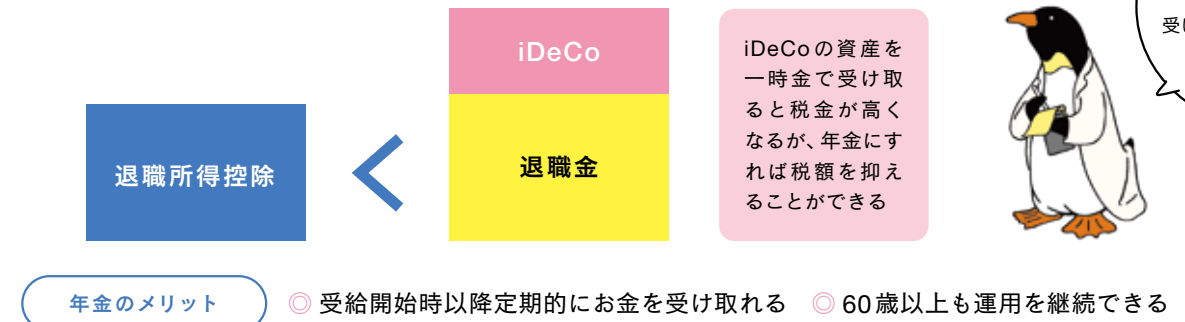 iDeCo
退職金
退職所得控除
<
iDeCoの資産を
一時金で受け取
ると税金が高く
なるが、年金にす
れば税額を抑え
ることができる
年金のメリット
◎ 受給開始時以降定期的にお金を受け取れる ◎ 60歳以上も運用を継続できる